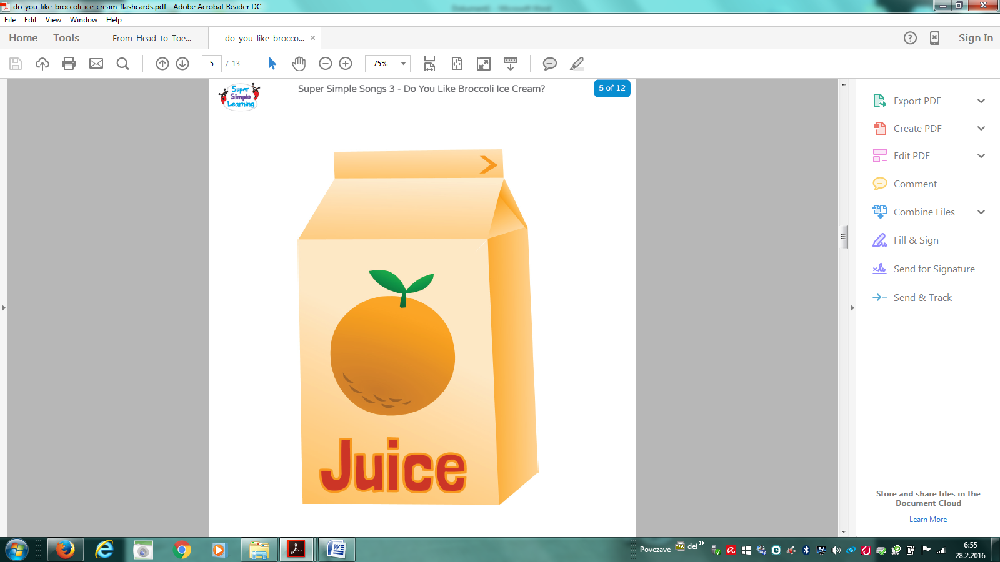 do-you-like-broccoli-ice-cream-flashcards.pdf - Adobe Acrobat Reader DC
File Edit View Window Help
Home Tools From-Head-to-Toe... do-you-like-brocco... ×
Sign In
5 / 13 75%
Super Simple Learning
Super Simple Songs 3 - Do You Like Broccoli Ice Cream?
5 of 12
Juice
Export PDF
Create PDF
Edit PDF
Comment
Combine Files
Fill & Sign
Send for Signature
Send & Track
Store and share files in the
Document Cloud
Learn More
Povezave
del
6:55
28.2.2016